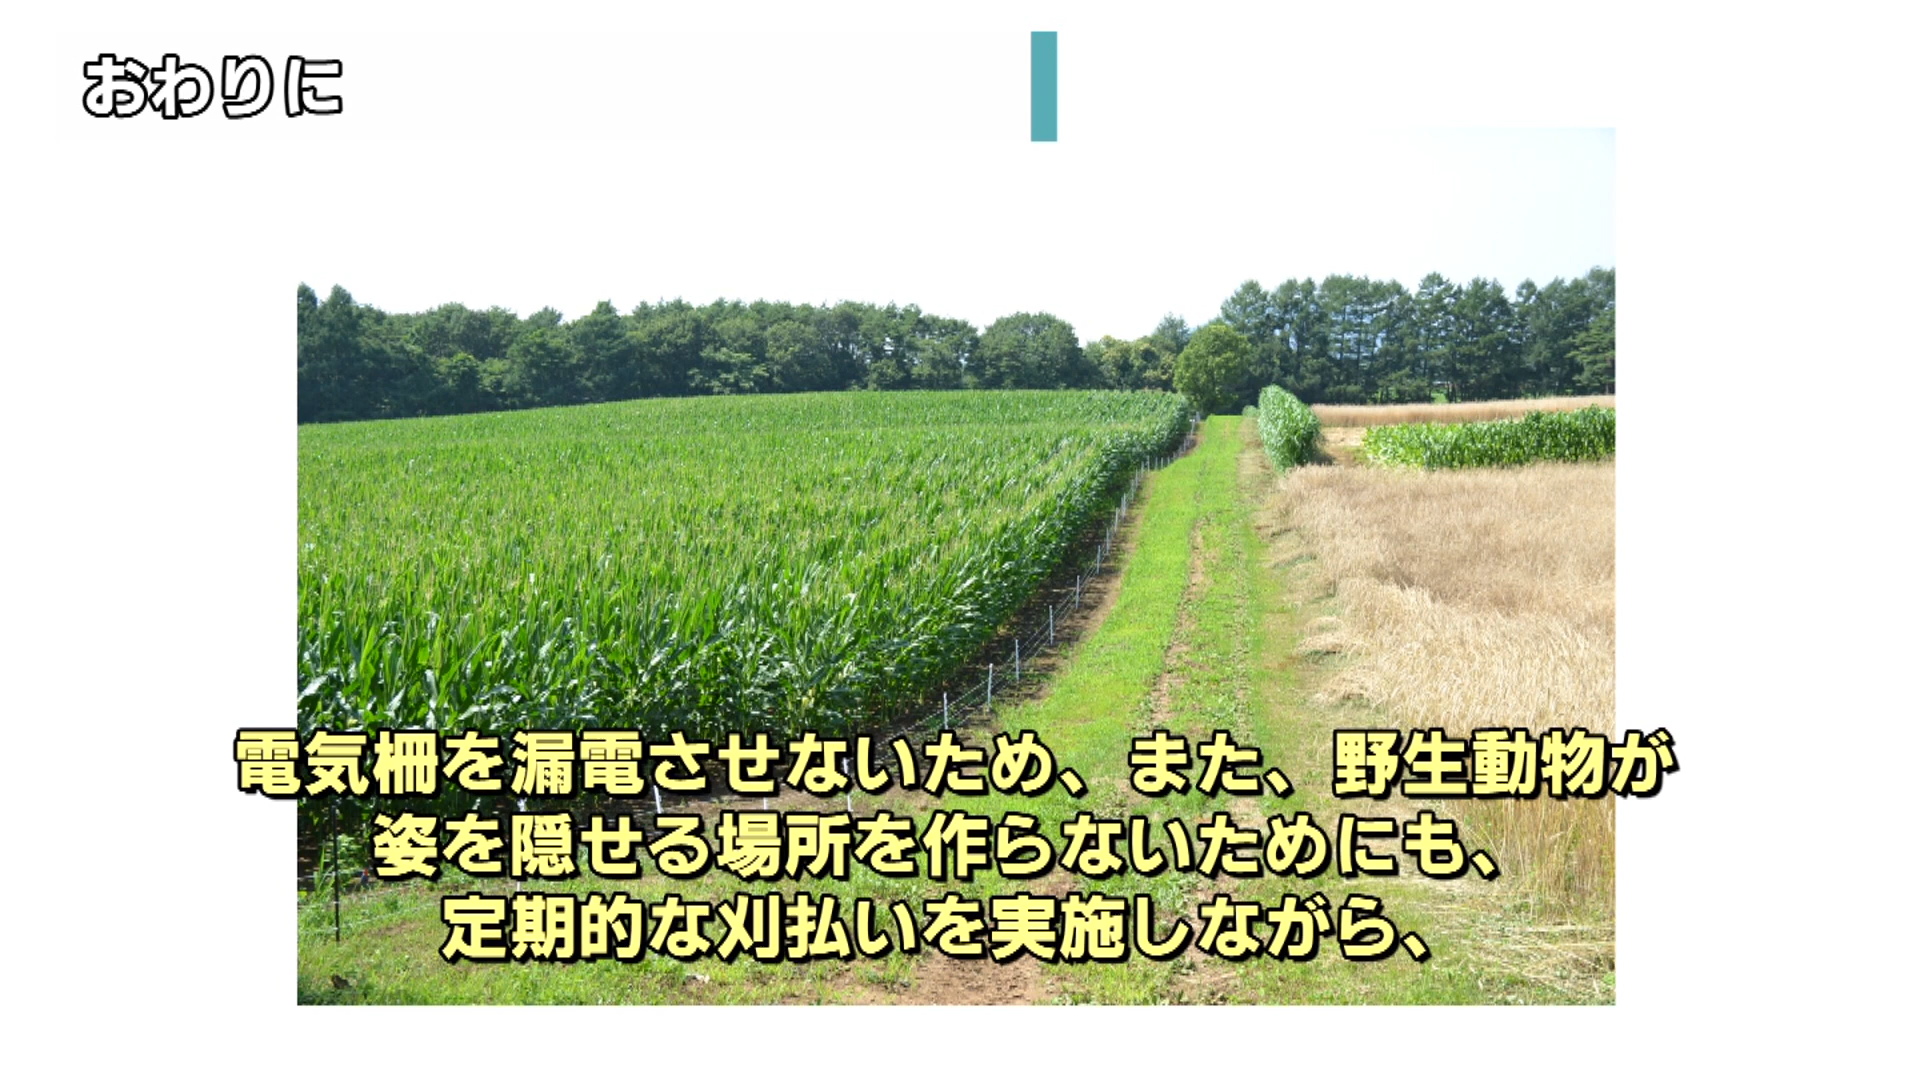 おわりに
電気柵を漏電させないため、また、野生動物が
姿を隠せる場所を作らないためにも、
定期的な刈払いを実施しながら、